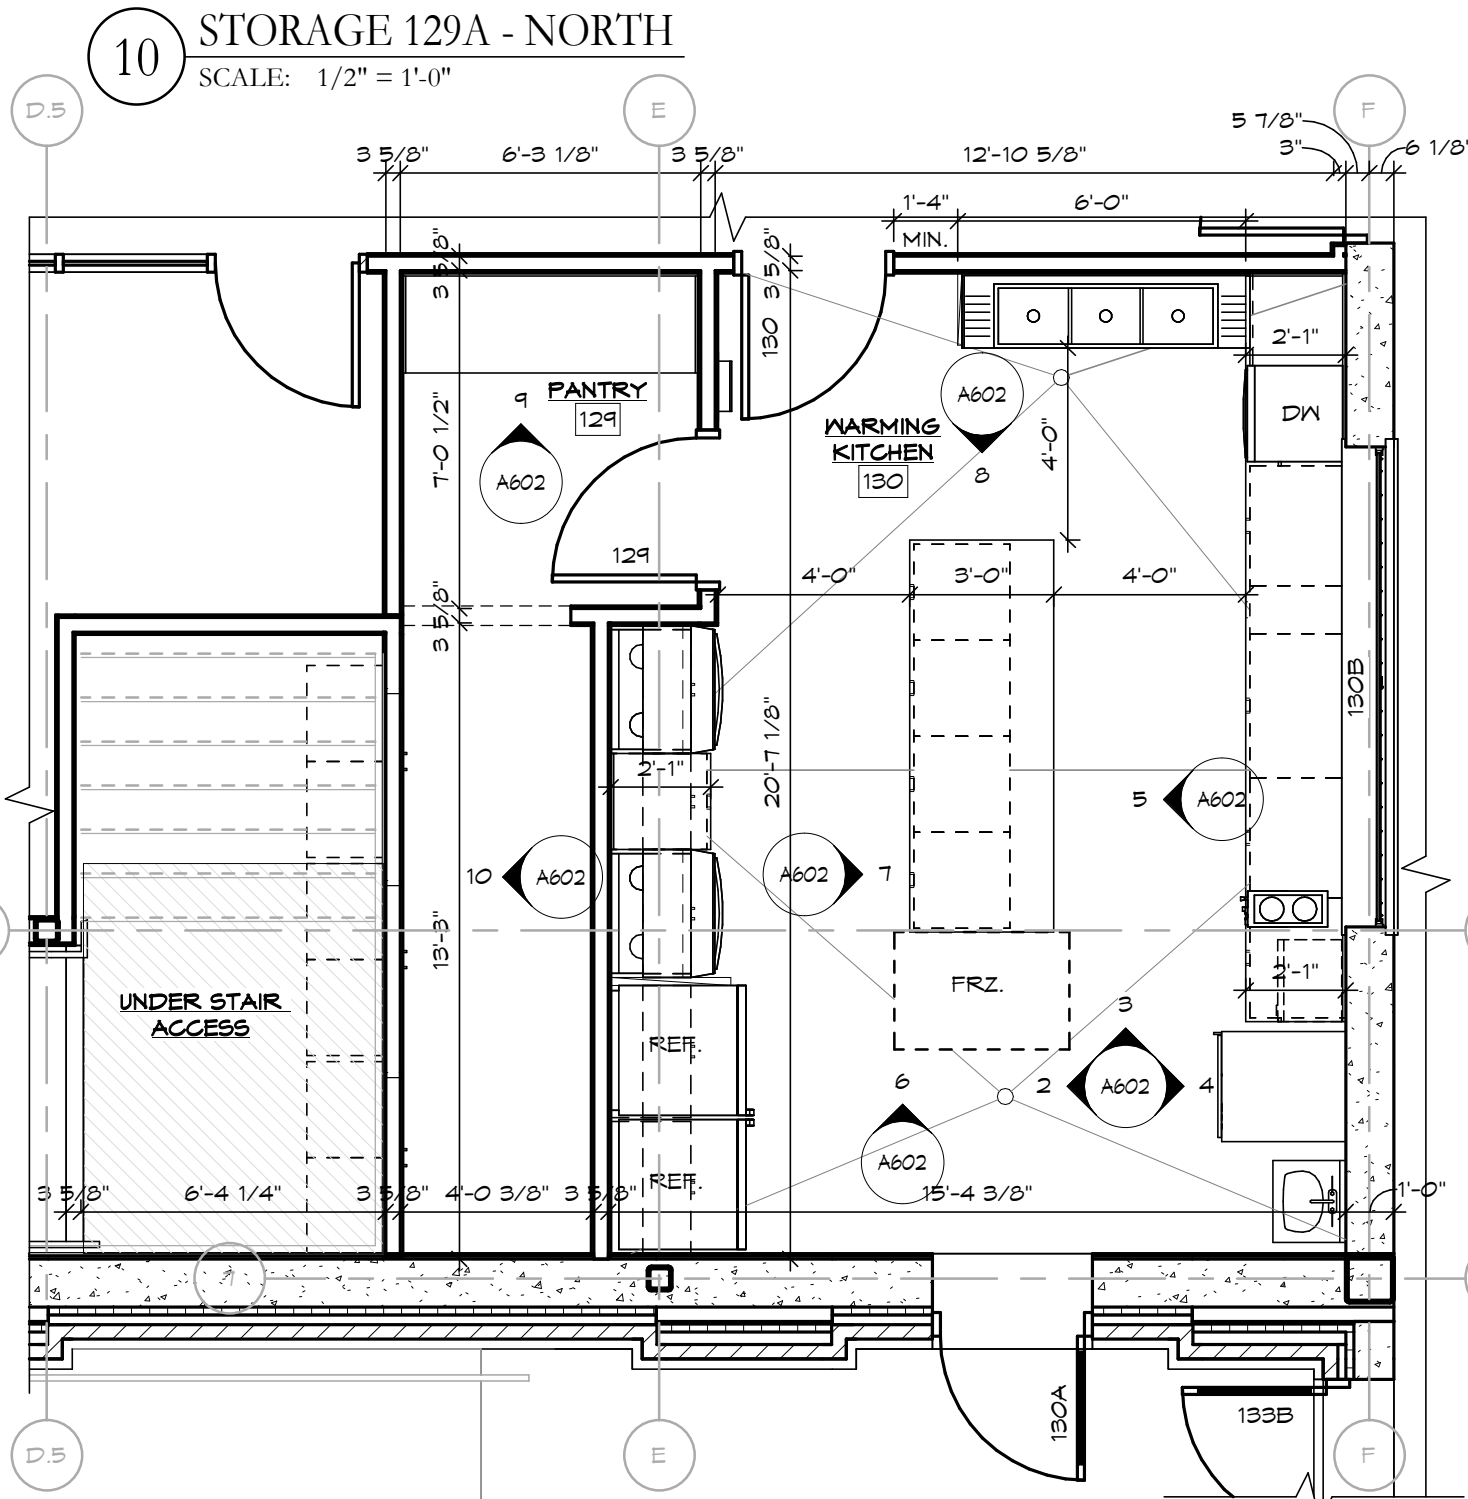 10
STORAGE 129A - NORTH
SCALE: 1/2" = 1'-0"
D.5
E
F
5 7/8"
3"
6 1/8"
3 5/8"
6'-3 1/8"
3 5/8"
12'-10 5/8"
1'-4"
MIN.
6'-0"
3 5/8"
3 5/8"
130
2'-1"
DW
PANTRY
129
9
A602
7'-0 1/2"
WARMING
KITCHEN
130
A602
8
4'-0"
129
4'-0"
3'-0"
4'-0"
3 5/8"
130B
20'-7 1/8"
2'-1"
5
A602
10
A602
A602
7
13'-3"
UNDER STAIR
ACCESS
FRZ.
2'-1"
REF.
3
2
A602
4
6
A602
REF.
3 5/8"
6'-4 1/4"
3 5/8"
4'-0 3/8"
3 5/8"
15'-4 3/8"
1'-0"
130A
133B
D.5
E
F